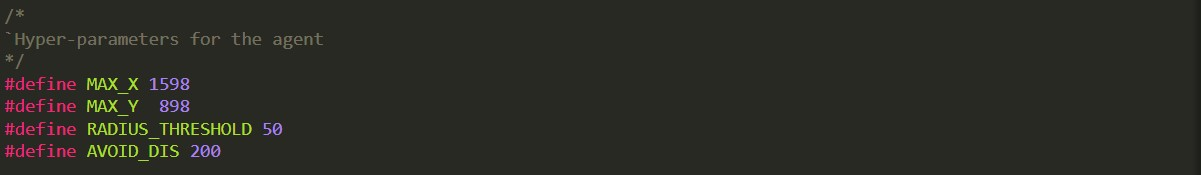 /*
`Hyper-parameters for the agent
*/
#define MAX_X 1598
#define MAX_Y  898
#define RADIUS_THRESHOLD 50
#define AVOID_DIS 200